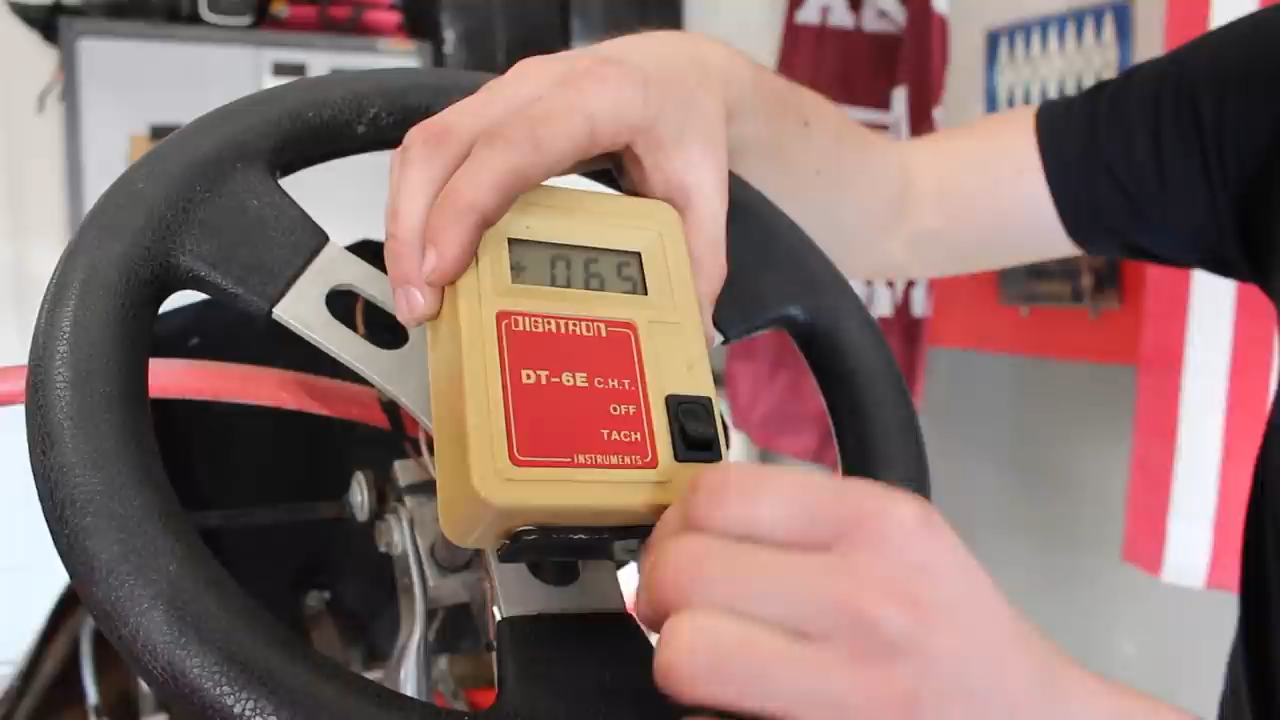 + 065
DIGATRON
DT-6E C.H.T.
OFF
TACH
INSTRUMENTS